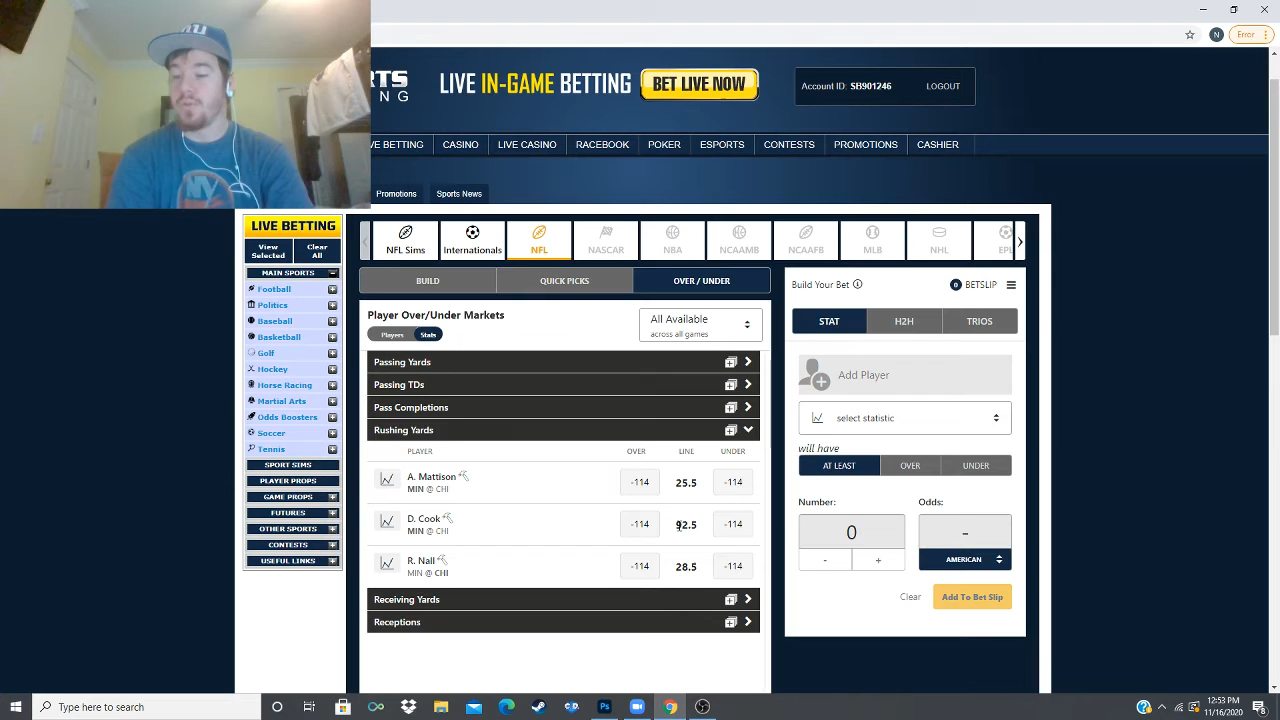 N
Error
RTS
NG
LIVE IN-GAME BETTING
BET LIVE NOW
Account ID: SB901246
LOGOUT
VE BETTING
CASINO
LIVE CASINO
RACEBOOK
POKER
ESPORTS
CONTESTS
PROMOTIONS
CASHIER
Promotions
Sports News
LIVE BETTING
View Selected
Clear All
MAIN SPORTS
Football
Politics
Baseball
Basketball
Golf
Hockey
Horse Racing
Martial Arts
Odds Boosters
Soccer
Tennis
SPORT SIMS
PLAYER PROPS
GAME PROPS
FUTURES
OTHER SPORTS
CONTESTS
USEFUL LINKS
NFL Sims
Internationals
NFL
NASCAR
NBA
NCAAMB
NCAAFB
MLB
NHL
EPL
BUILD
QUICK PICKS
OVER / UNDER
Player Over/Under Markets
Players
Stats
All Available
across all games
Passing Yards
Passing TDs
Pass Completions
Rushing Yards
PLAYER
OVER
LINE
UNDER
A. Mattison
MIN @ CHI
-114
25.5
-114
D. Cook
MIN @ CHI
-114
92.5
-114
R. Nall
MIN @ CHI
-114
28.5
-114
Receiving Yards
Receptions
Build Your Bet
0
BETSLIP
STAT
H2H
TRIOS
Add Player
select statistic
will have
AT LEAST
OVER
UNDER
Number:
Odds:
0
-
-
+
AMERICAN
Clear
Add To Bet Slip
Type here to search
12:53 PM
11/16/2020
8